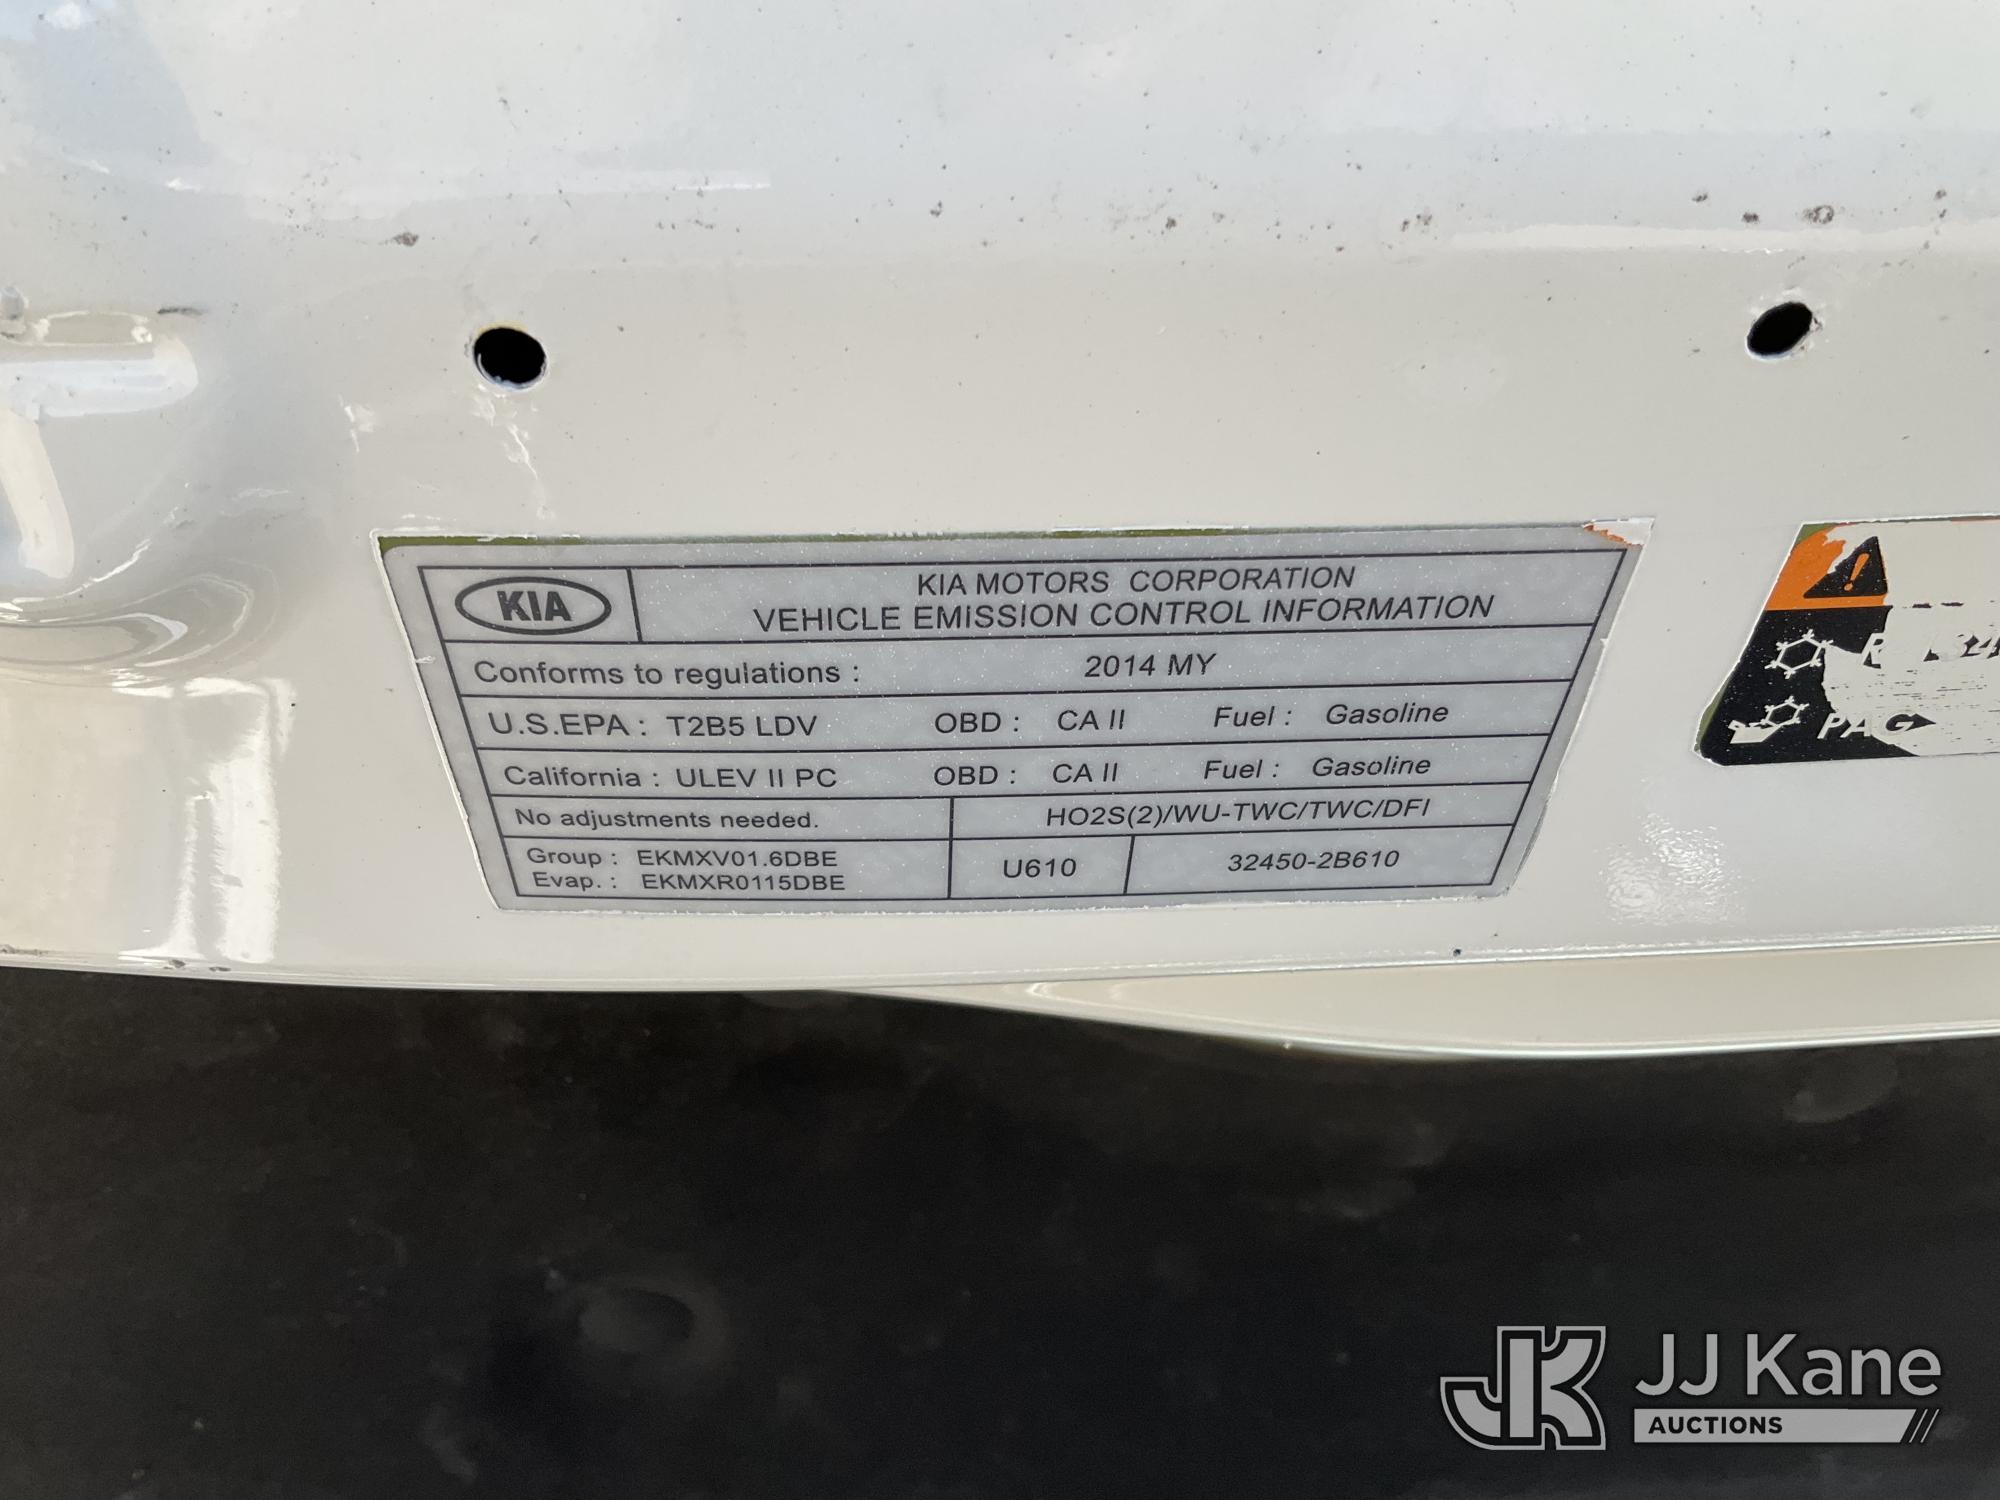 KIA
KIA MOTORS CORPORATION
VEHICLE EMISSION CONTROL INFORMATION
Conforms to regulations : 2014 MY
U.S.EPA : T2B5 LDV OBD : CA II Fuel : Gasoline
California : ULEV II PC OBD : CA II Fuel : Gasoline
No adjustments needed. HO2S(2)/WU-TWC/TWC/DFI
Group : EKMXV01.6DBE
Evap. : EKMXR0115DBE
U610 32450-2B610
PAG
JK JJ Kane
AUCTIONS